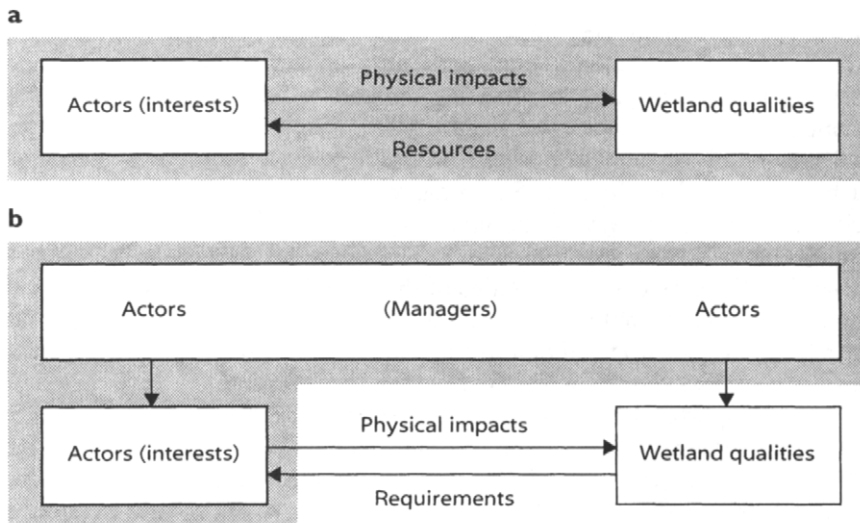 a
Physical impacts
Actors (interests)
Wetland qualities
Resources
b
Actors (Managers) Actors
Physical impacts
Actors (interests)
Wetland qualities
Requirements